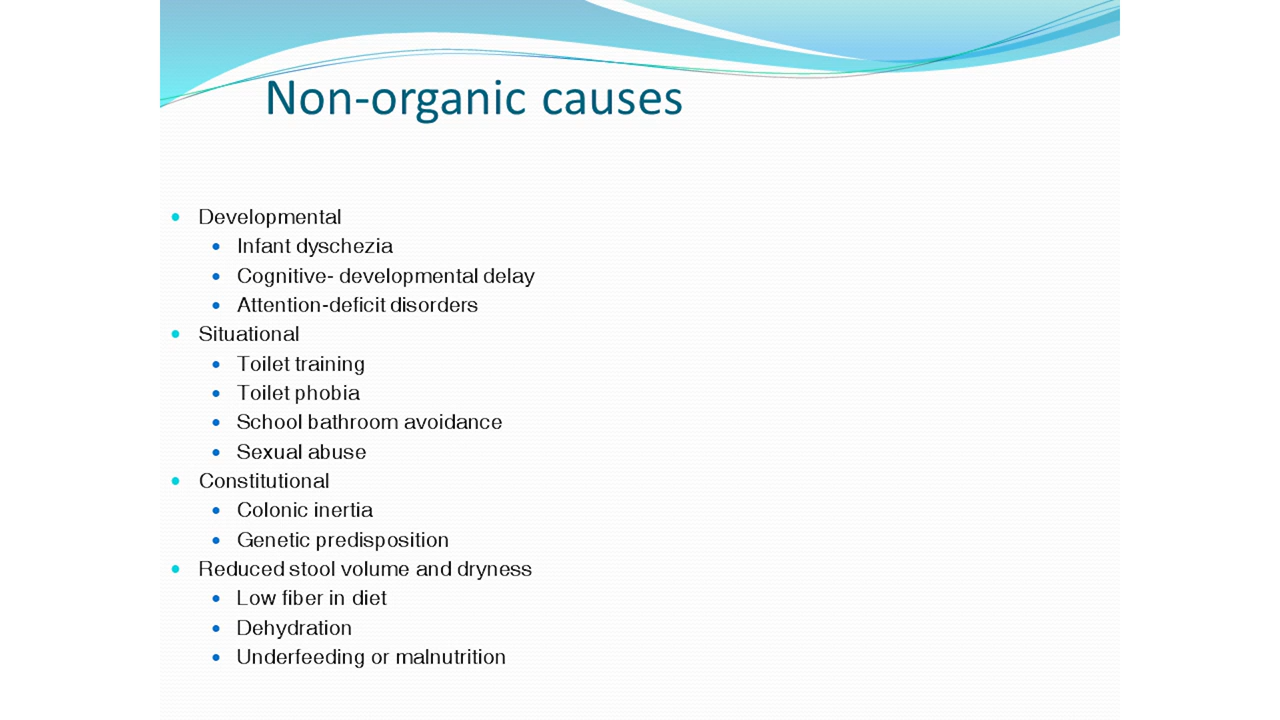 Non-organic causes
Developmental
Infant dyschezia
Cognitive- developmental delay
Attention-deficit disorders
Situational
Toilet training
Toilet phobia
School bathroom avoidance
Sexual abuse
Constitutional
Colonic inertia
Genetic predisposition
Reduced stool volume and dryness
Low fiber in diet
Dehydration
Underfeeding or malnutrition